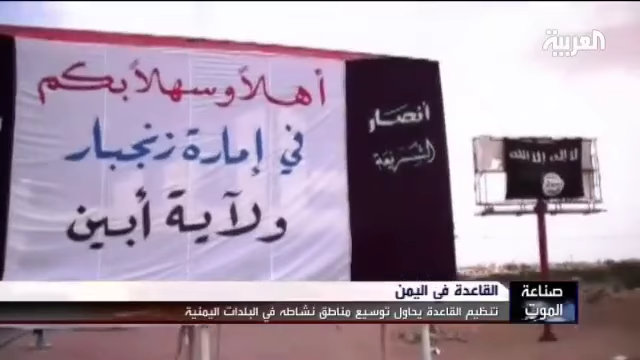 العربية
أهلاً وسهلاً بكم
في إمارة زنجبار
ولآية أبين
أنصار
الشريعة
لا إله إلا الله
صناعة
الموت
القاعدة في اليمن
تنظيم القاعدة يحاول توسيع مناطق نشاطه في البلدات اليمنية